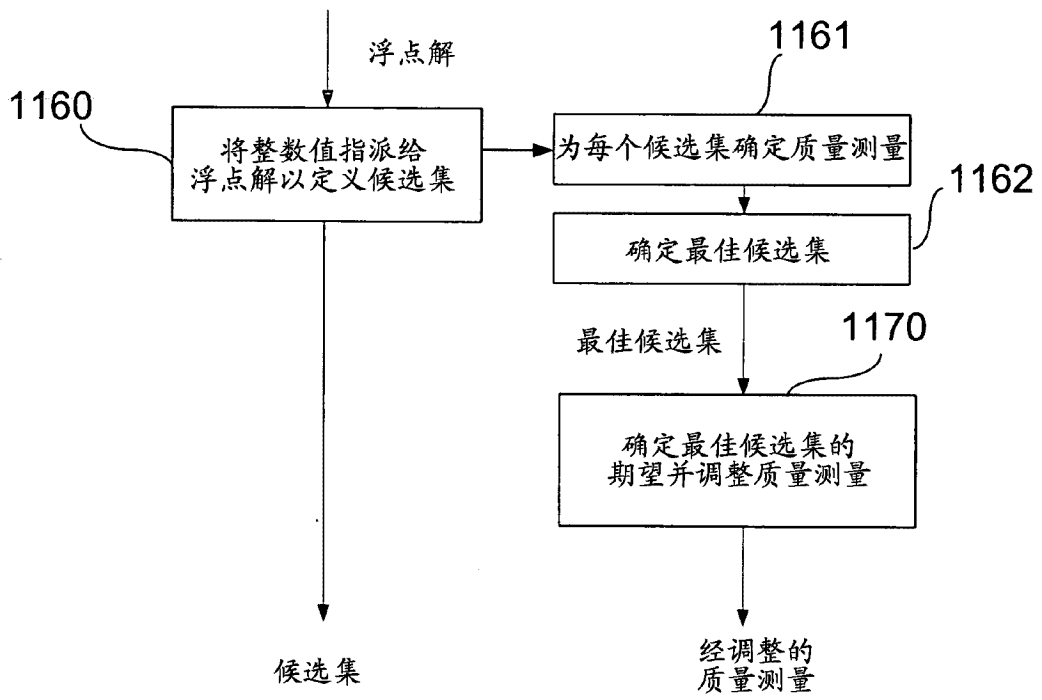 浮点解
1161
1160
将整数值指派给
浮点解以定义候选集
为每个候选集确定质量测量
1162
确定最佳候选集
最佳候选集
1170
确定最佳候选集的
期望并调整质量测量
候选集
经调整的
质量测量